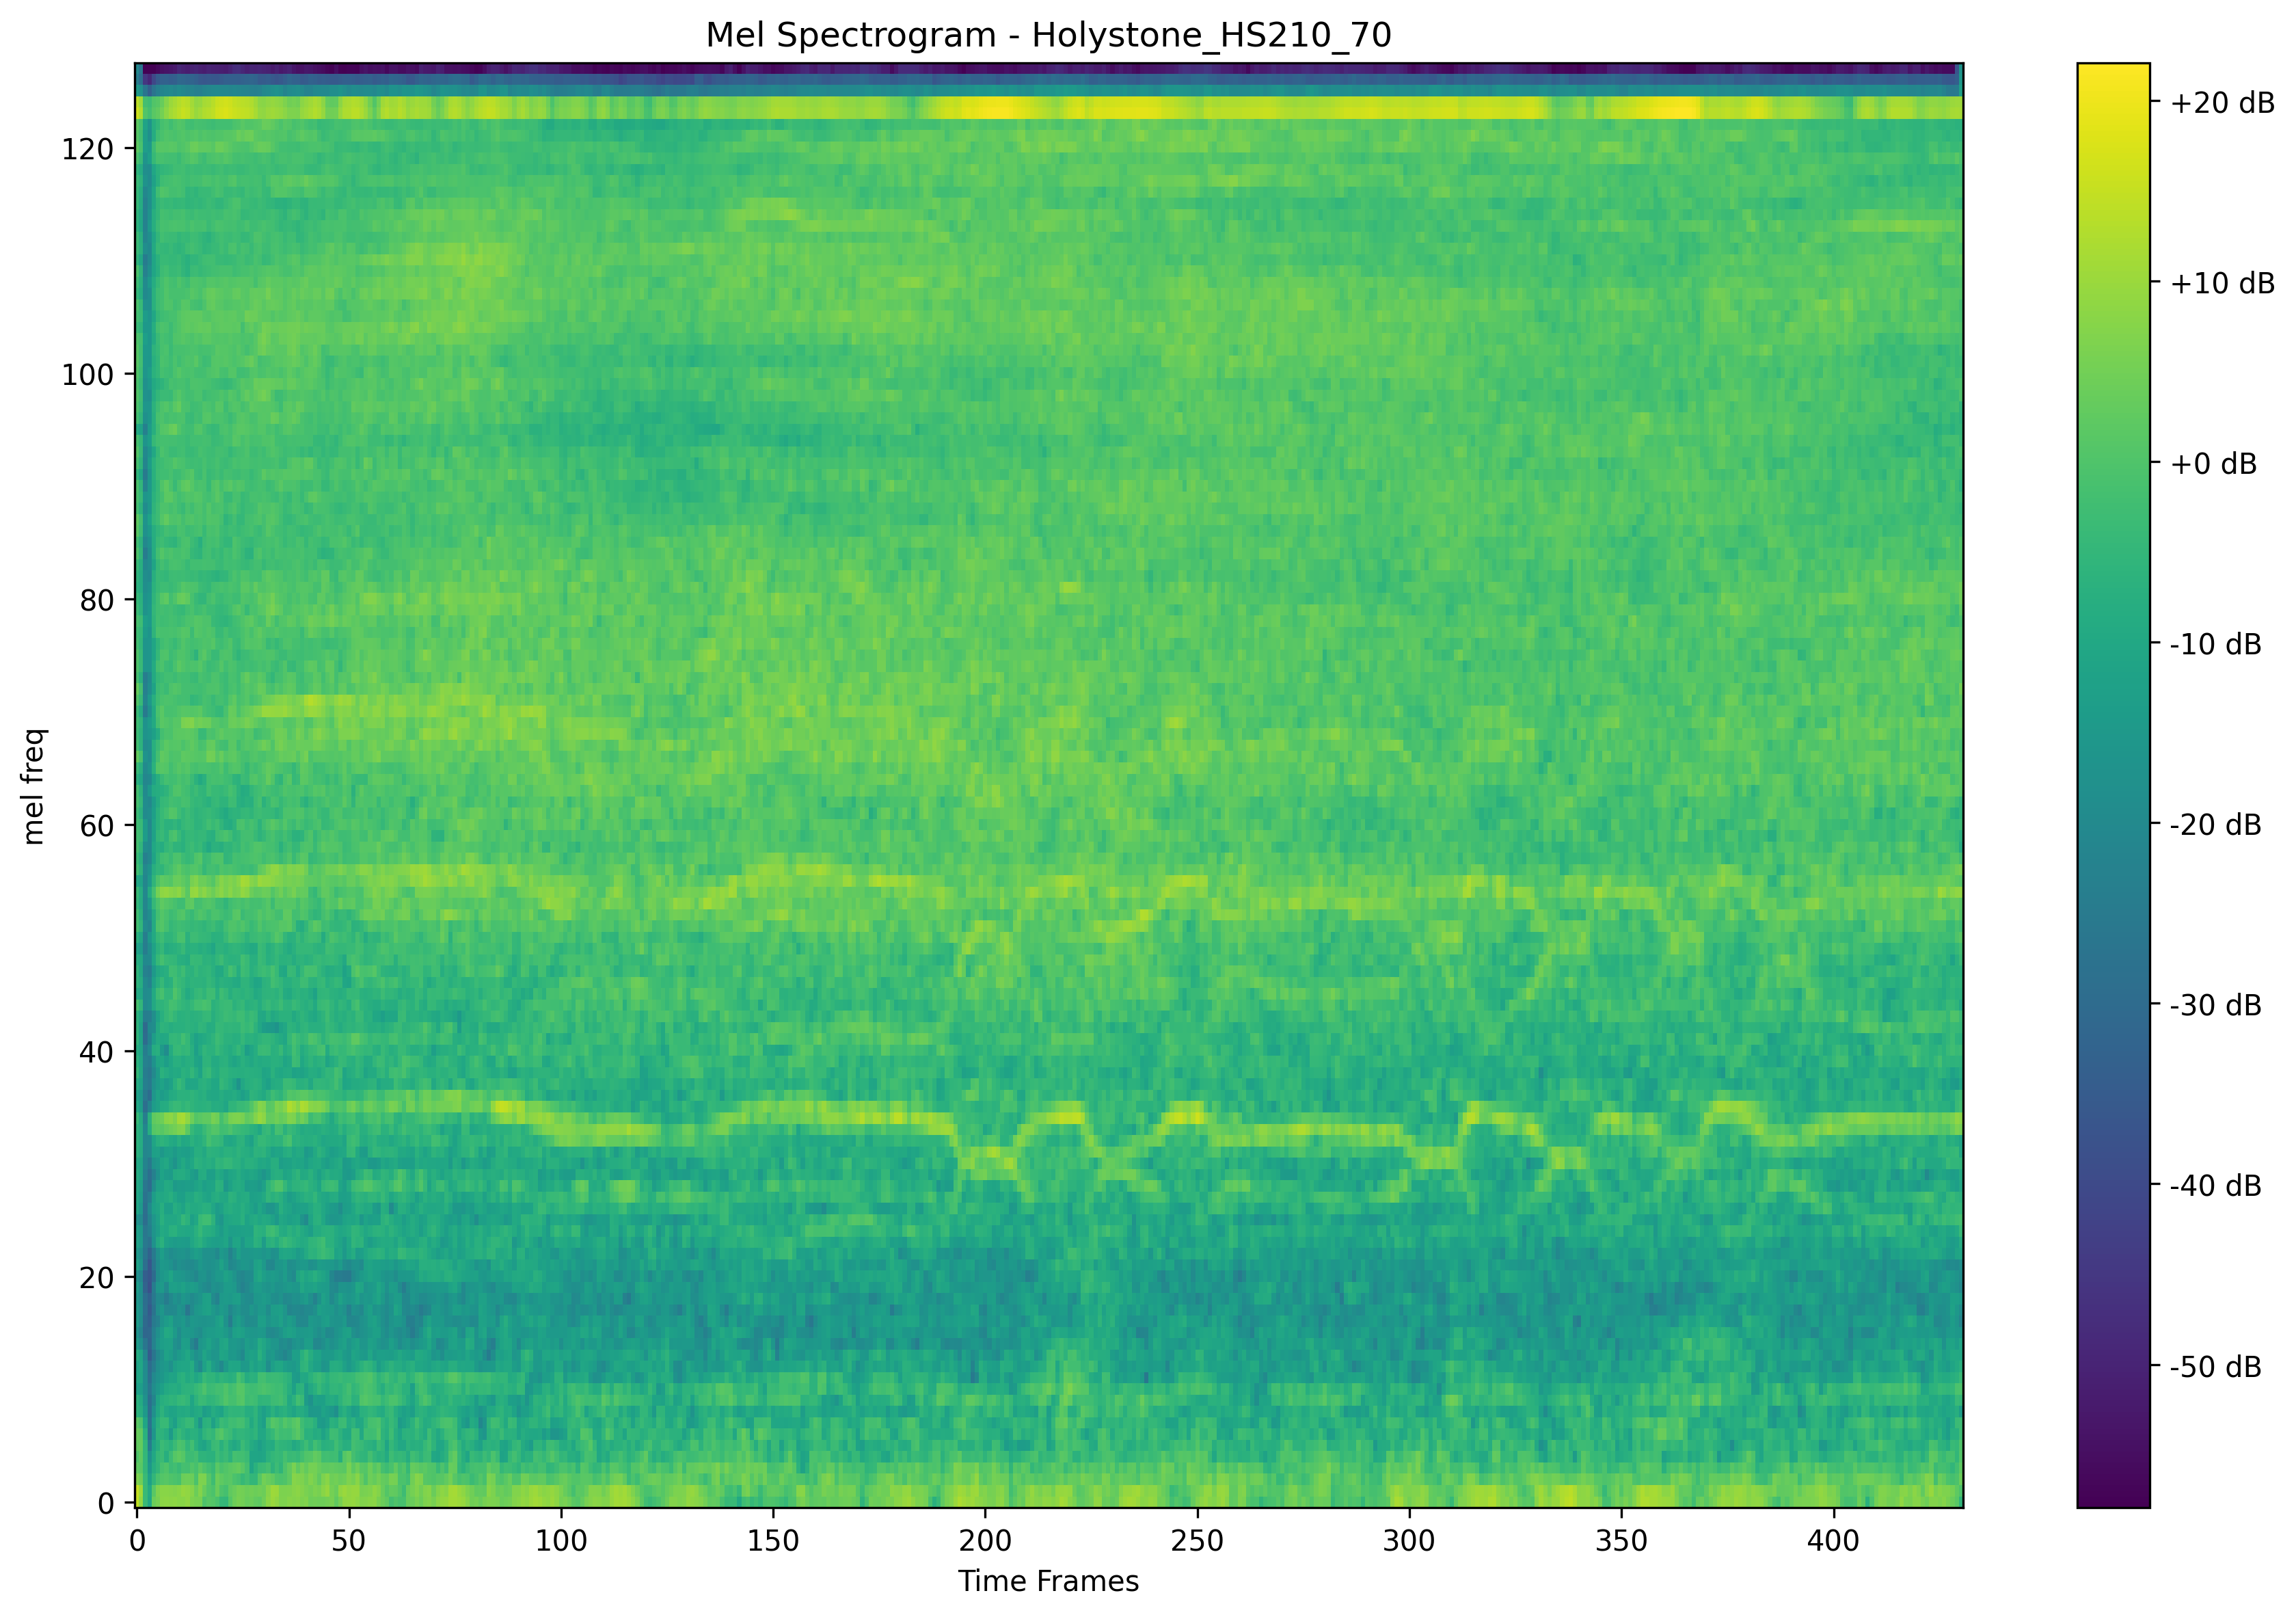 Mel Spectrogram - Holystone_HS210_70
mel freq
120
100
80
60
40
20
0
0 50 100 150 200 250 300 350 400
Time Frames
+20 dB
+10 dB
+0 dB
-10 dB
-20 dB
-30 dB
-40 dB
-50 dB